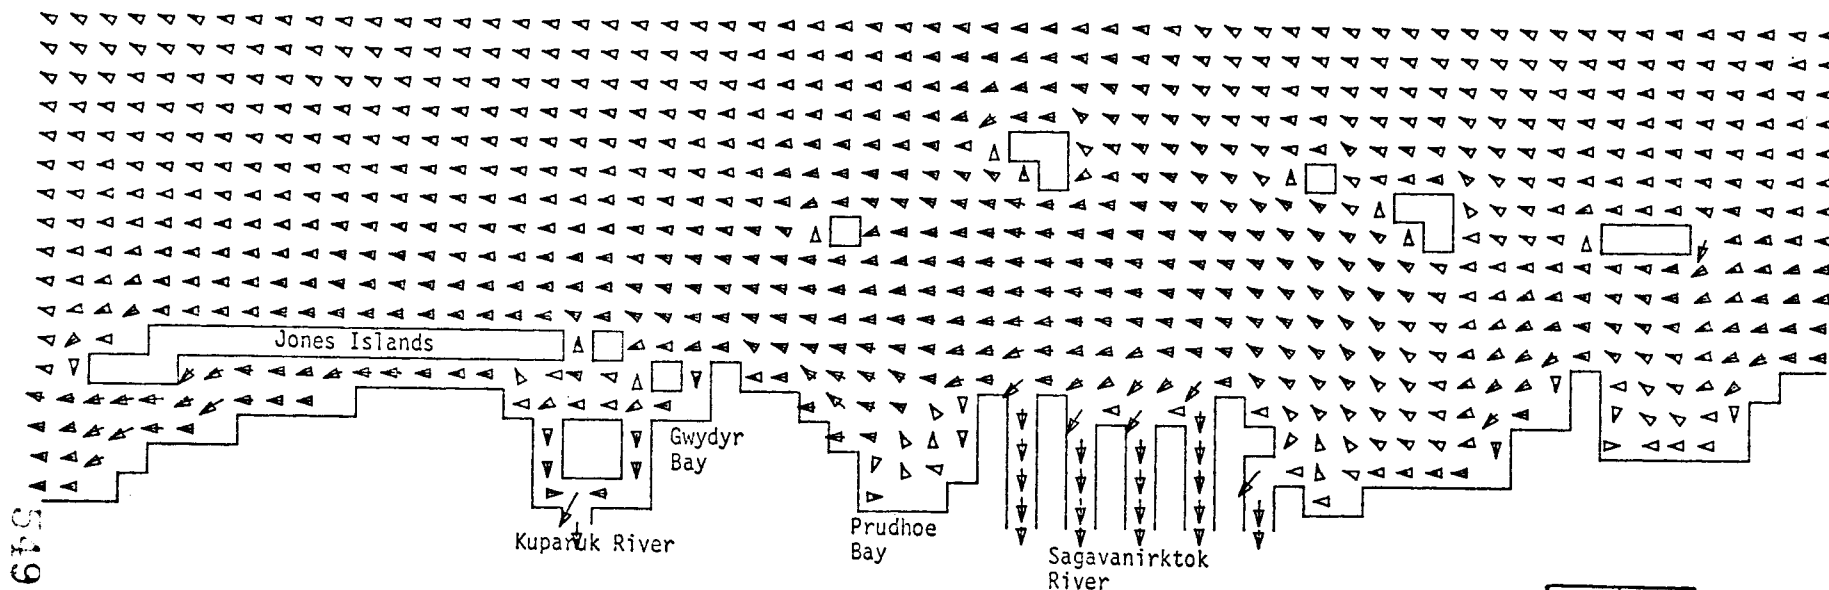 Jones Islands
Gwydyr
Bay
Kuparuk River
Prudhoe
Bay
Sagavanirktok
River